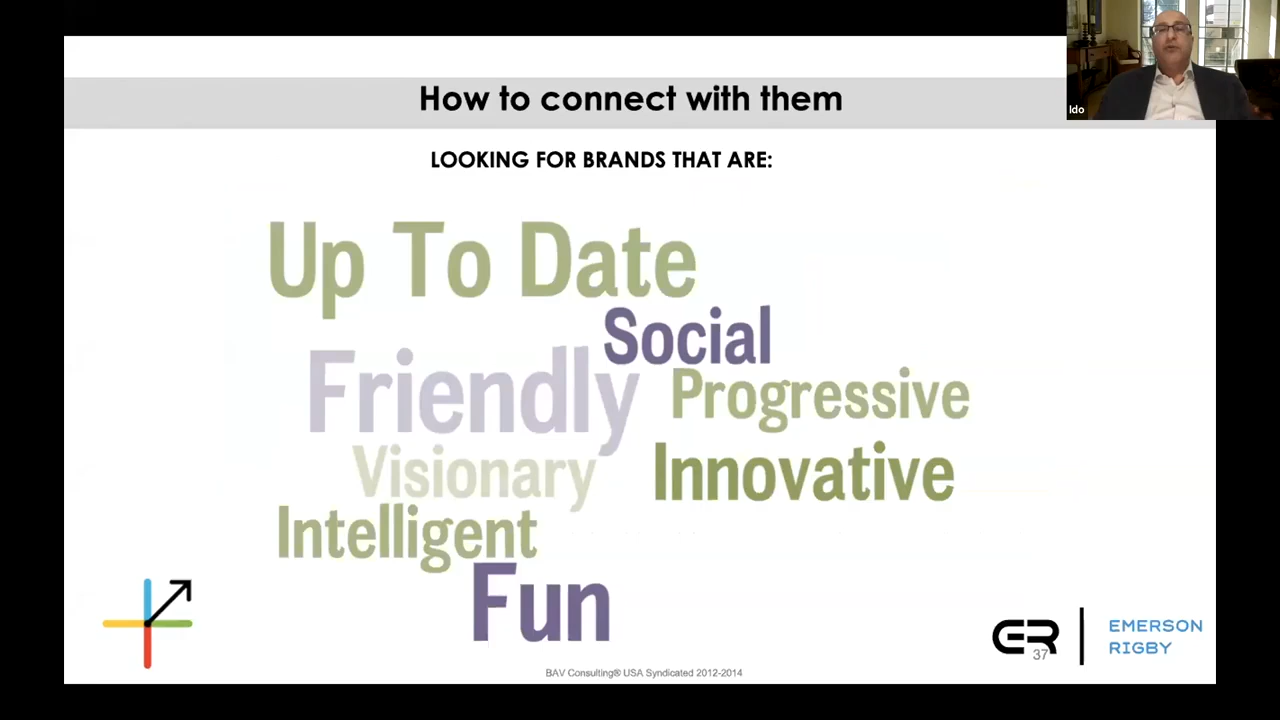 How to connect with them
Ido
LOOKING FOR BRANDS THAT ARE:
Up To Date
Social
Friendly
Progressive
Visionary
Innovative
Intelligent
Fun
ER
EMERSON
RIGBY
37
BAV Consulting® USA Syndicated 2012-2014